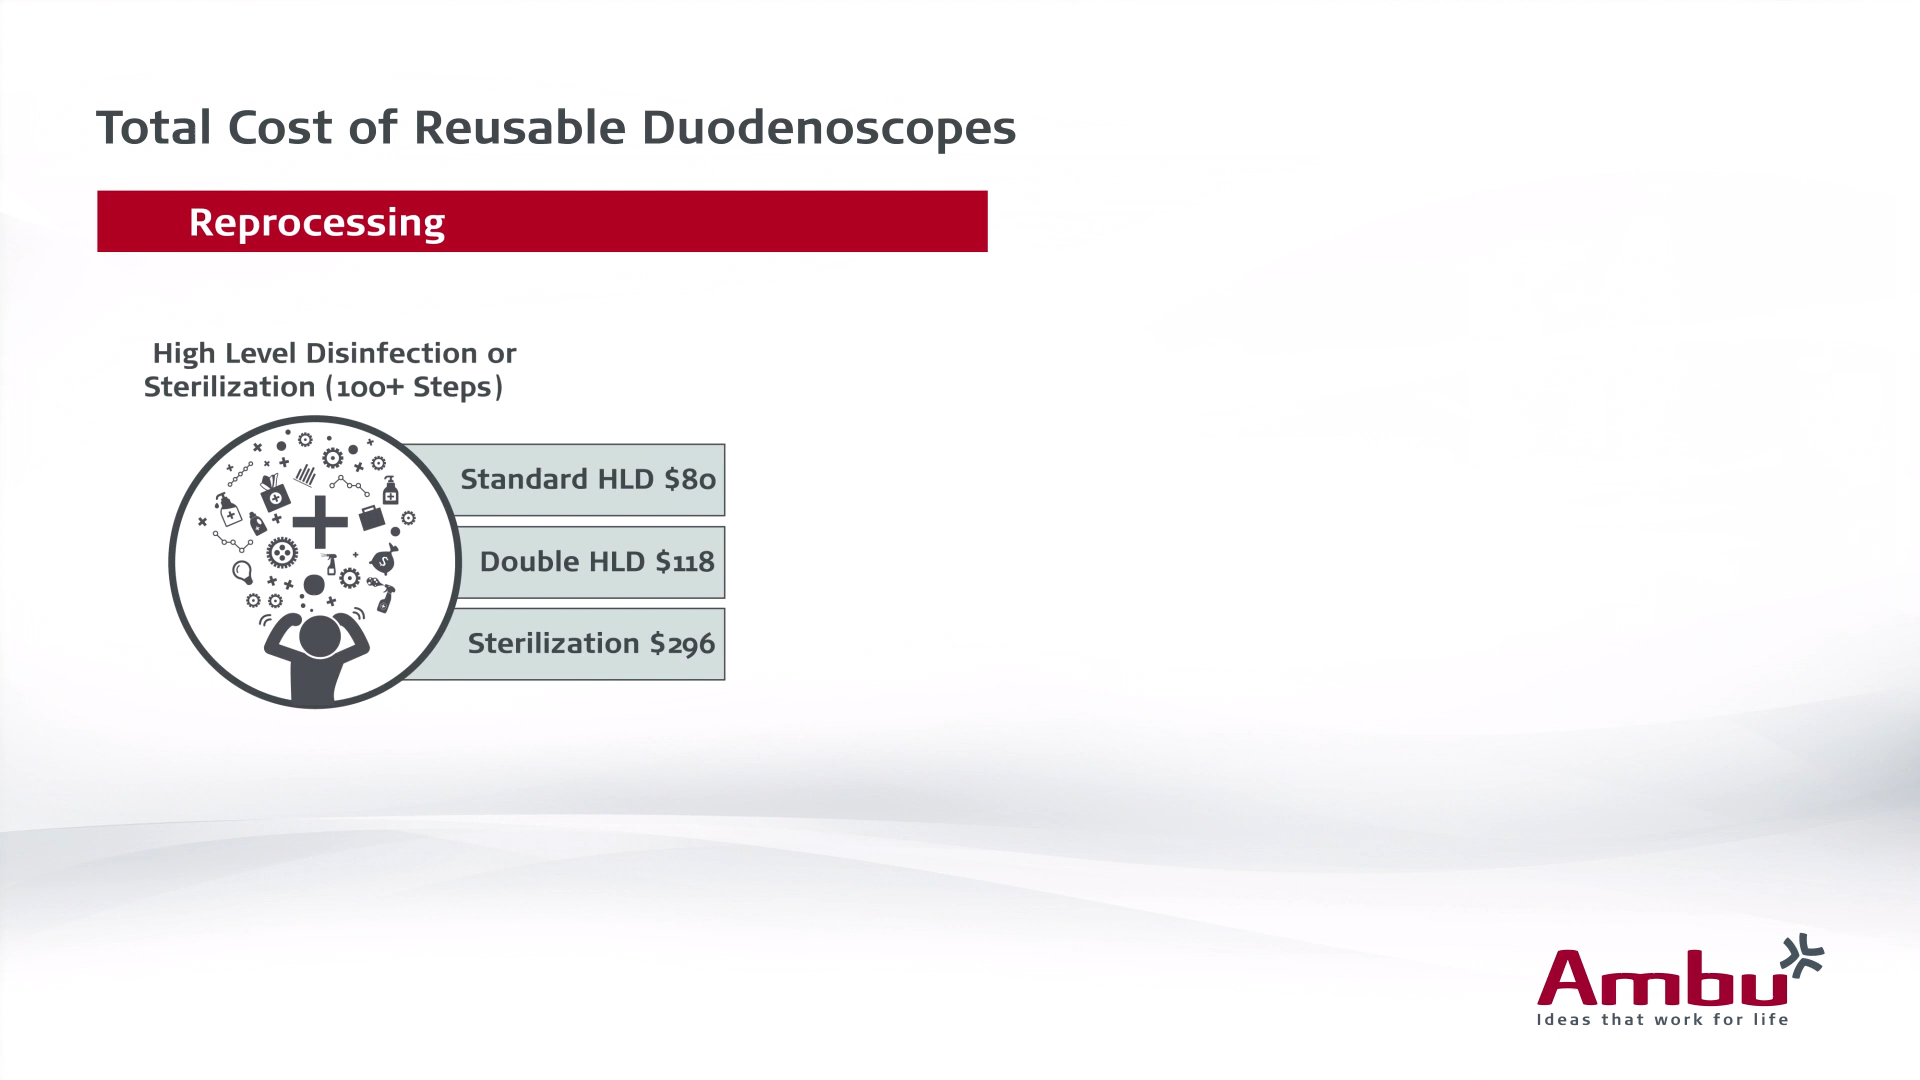 Total Cost of Reusable Duodenoscopes
Reprocessing
High Level Disinfection or
Sterilization (100+ Steps)
Standard HLD $80
Double HLD $118
Sterilization $296
$
Ambu
Ideas that work for life